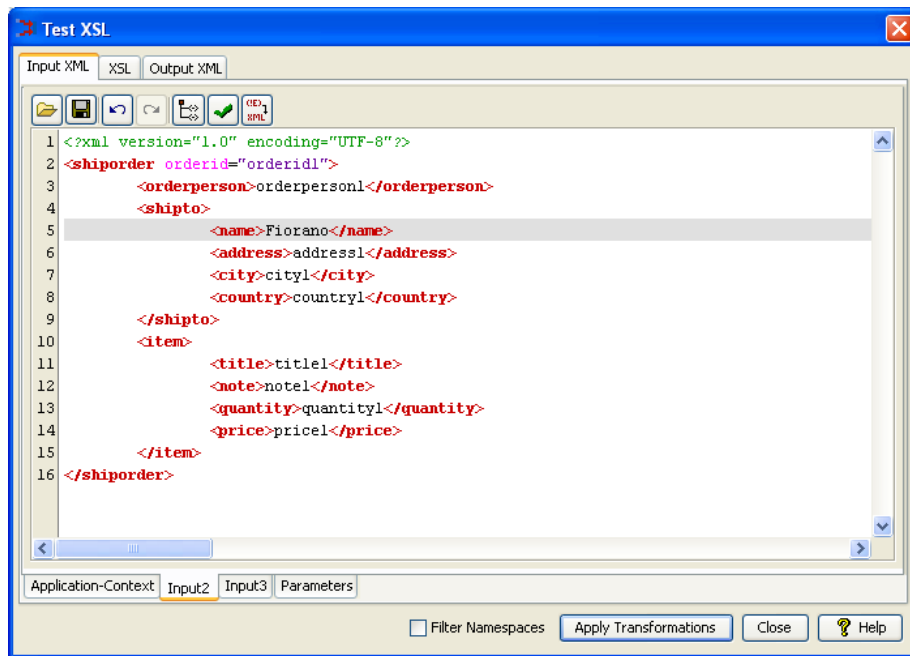 Test XSL
Input XML XSL Output XML
(!E) XML
1 <?xml version="1.0" encoding="UTF-8"?>
2 <shiporder orderid="orderid1">
3 <orderperson>orderperson1</orderperson>
4 <shipto>
5 <name>Fiorano</name>
6 <address>address1</address>
7 <city>city1</city>
8 <country>country1</country>
9 </shipto>
10 <item>
11 <title>title1</title>
12 <note>note1</note>
13 <quantity>quantity1</quantity>
14 <price>price1</price>
15 </item>
16 </shiporder>
Application-Context Input2 Input3 Parameters
Filter Namespaces Apply Transformations Close ? Help